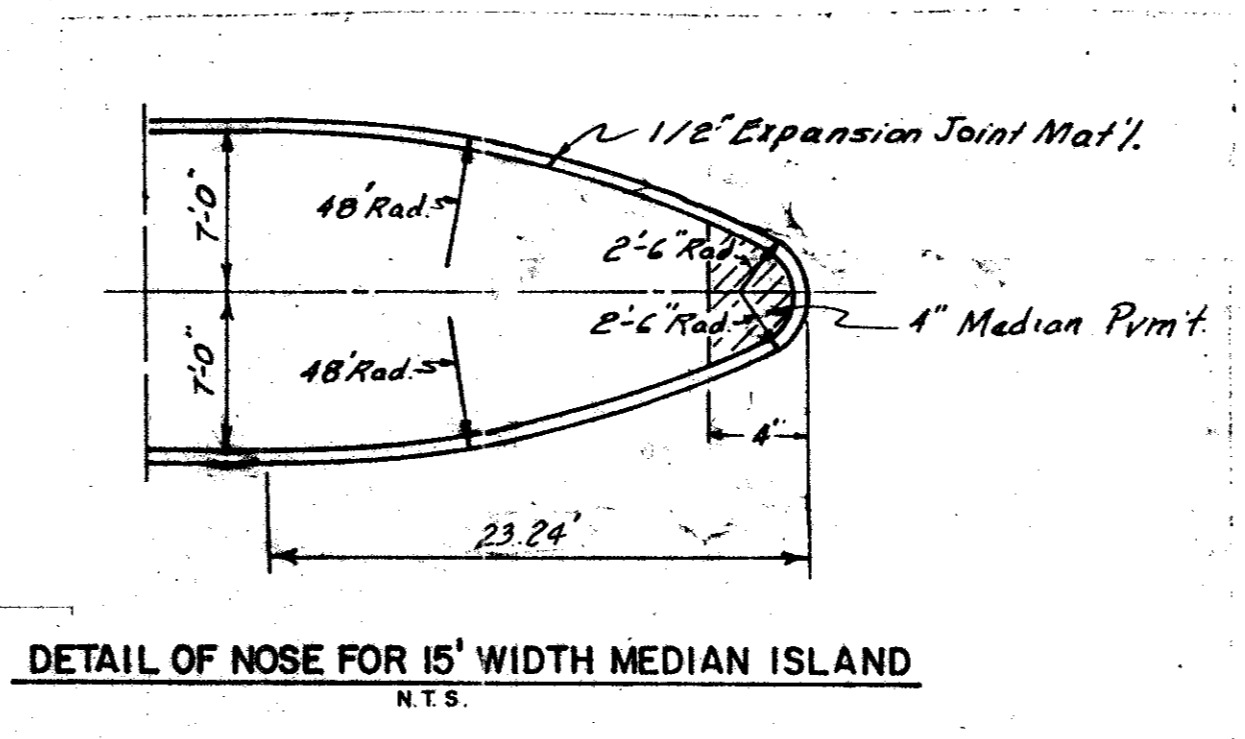 1/2" Expansion Joint Mat'l.
7'-0"
48' Rad.
2'-6" Rad.
2'-6" Rad.
4" Median Pvm't.
7'-0"
48' Rad.
4"
23.24'
DETAIL OF NOSE FOR 15' WIDTH MEDIAN ISLAND
N.T.S.